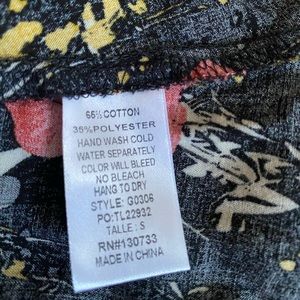 65% COTTON
35%POLYESTER
HAND WASH COLD
WATER SEPARATELY
COLOR WILL BLEED
NO BLEACH
HANG TO DRY
STYLE: G0306
PO:TL22932
TALLE : S
RN#130733
MADE IN CHINA